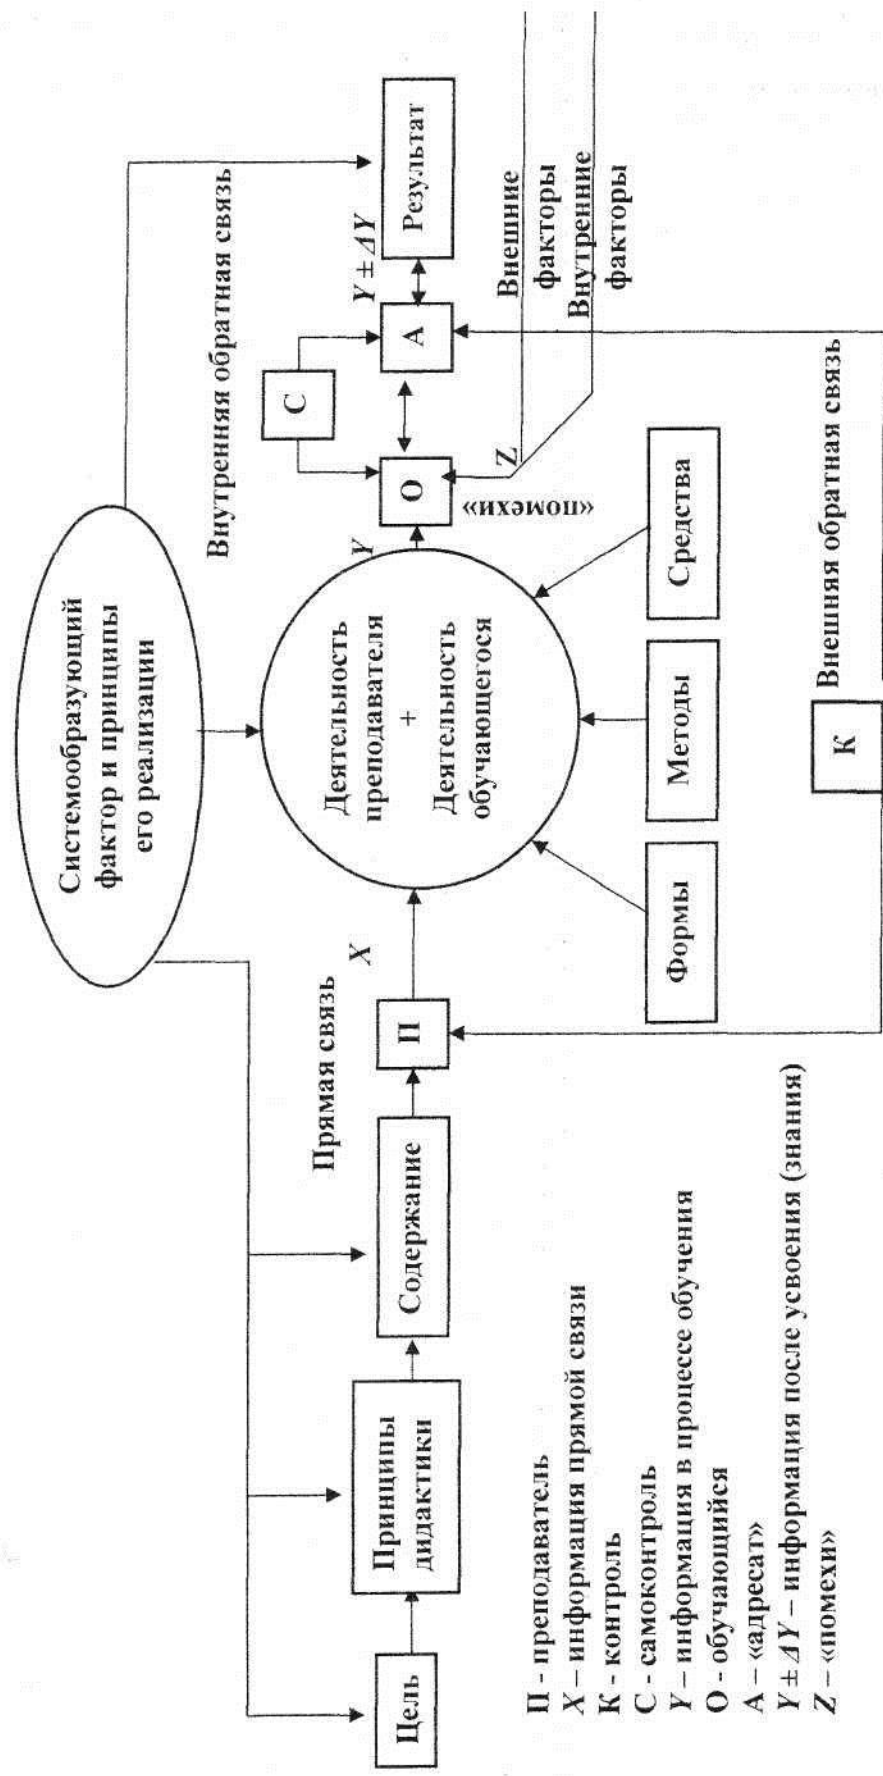 Системообразующий
фактор и принципы
его реализации
Внутренняя обратная связь
Прямая связь
X
Y
Y ± ΔY
С
Цель
Принципы
дидактики
Содержание
П
Деятельность
преподавателя
+
Деятельность
обучающегося
О
А
Результат
«помехи»
Z
Внешние
факторы
Внутренние
факторы
Формы
Методы
Средства
К
Внешняя обратная связь
П - преподаватель
X – информация прямой связи
К - контроль
С - самоконтроль
Y – информация в процессе обучения
О - обучающийся
А – «адресат»
Y ± ΔY – информация после усвоения (знания)
Z – «помехи»